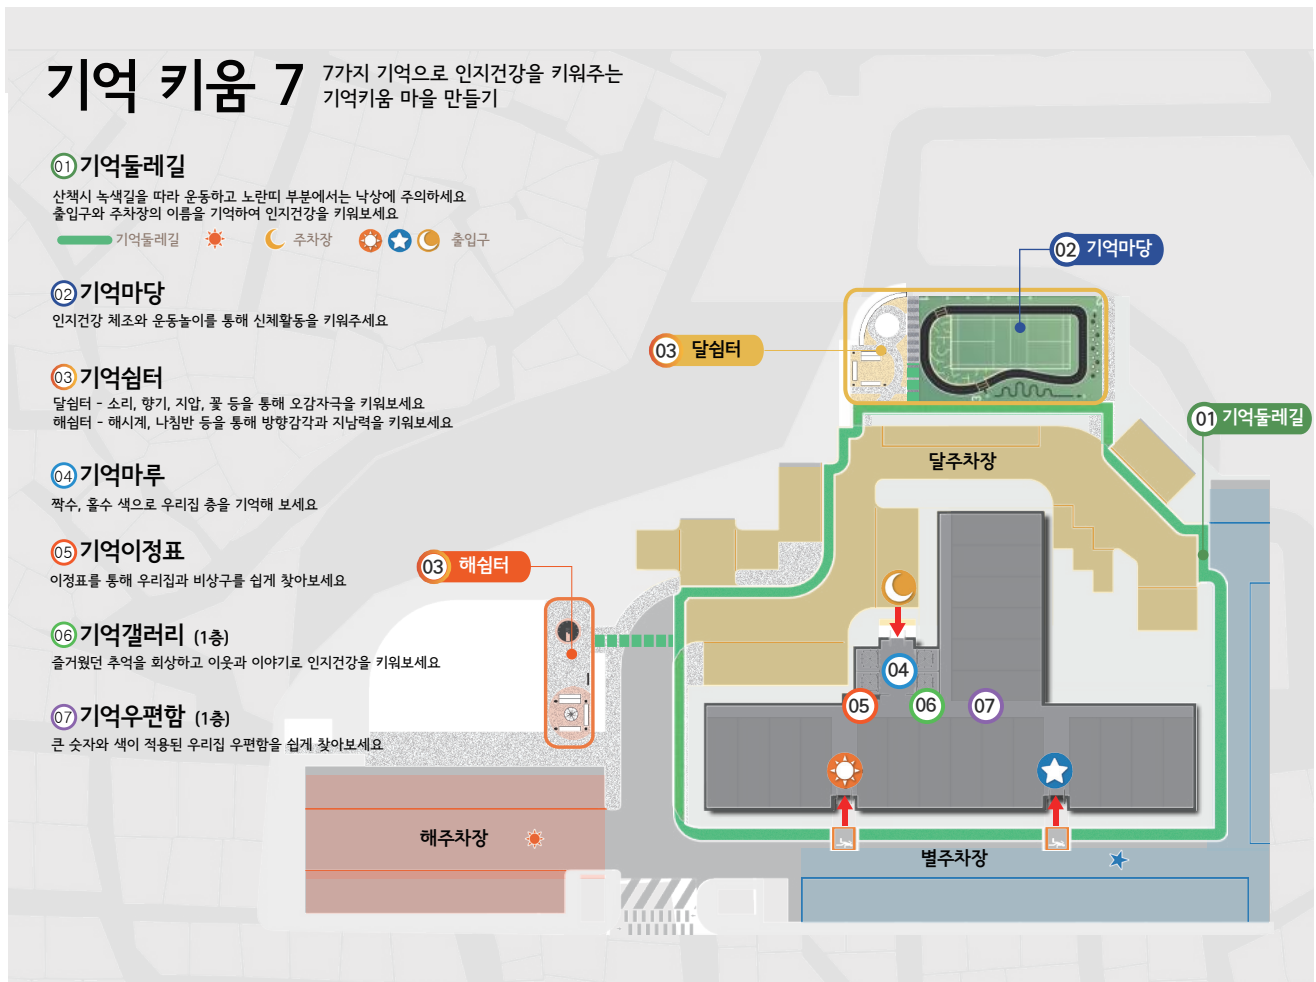 기억 키움 7
7가지 기억으로 인지건강을 키워주는
기억키움 마을 만들기
01 기억둘레길
산책시 녹색길을 따라 운동하고 노란띠 부분에서는 낙상에 주의하세요
출입구와 주차장의 이름을 기억하여 인지건강을 키워보세요
기억둘레길 주차장 출입구
02 기억마당
인지건강 체조와 운동놀이를 통해 신체활동을 키워주세요
03 기억쉼터
달쉼터 - 소리, 향기, 지압, 꽃 등을 통해 오감자극을 키워보세요
해쉼터 - 해시계, 나침반 등을 통해 방향감각과 지남력을 키워보세요
04 기억마루
짝수, 홀수 색으로 우리집 층을 기억해 보세요
05 기억이정표
이정표를 통해 우리집과 비상구를 쉽게 찾아보세요
06 기억갤러리 (1층)
즐거웠던 추억을 회상하고 이웃과 이야기로 인지건강을 키워보세요
07 기억우편함 (1층)
큰 숫자와 색이 적용된 우리집 우편함을 쉽게 찾아보세요
02 기억마당
03 달쉼터
01 기억둘레길
달주차장
03 해쉼터
04
05
06
07
해주차장
별주차장